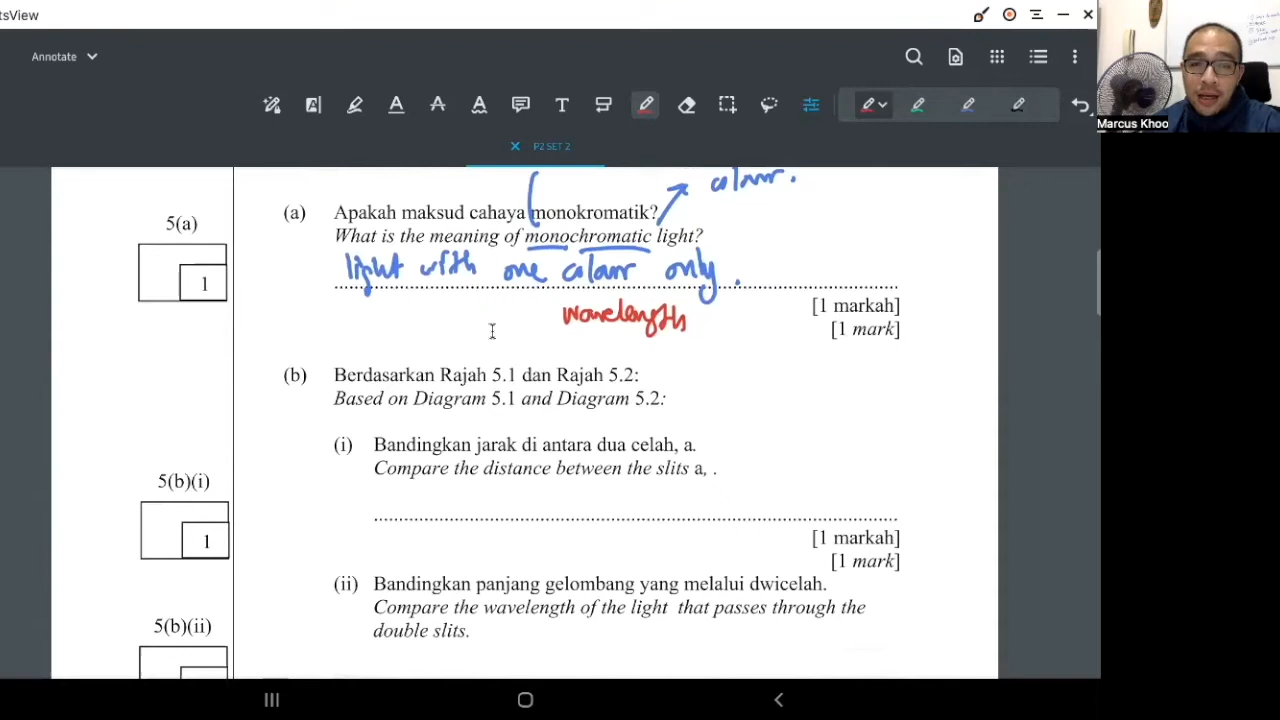 tsView
Annotate
Marcus Khoo
P2 SET 2
colour.
5(a)
(a) Apakah maksud cahaya monokromatik?
What is the meaning of monochromatic light?
light with one colour only.
1
wavelength
[1 markah]
[1 mark]
(b) Berdasarkan Rajah 5.1 dan Rajah 5.2:
Based on Diagram 5.1 and Diagram 5.2:
(i) Bandingkan jarak di antara dua celah, a.
Compare the distance between the slits a, .
5(b)(i)
1
[1 markah]
[1 mark]
(ii) Bandingkan panjang gelombang yang melalui dwicelah.
Compare the wavelength of the light that passes through the
double slits.
5(b)(ii)